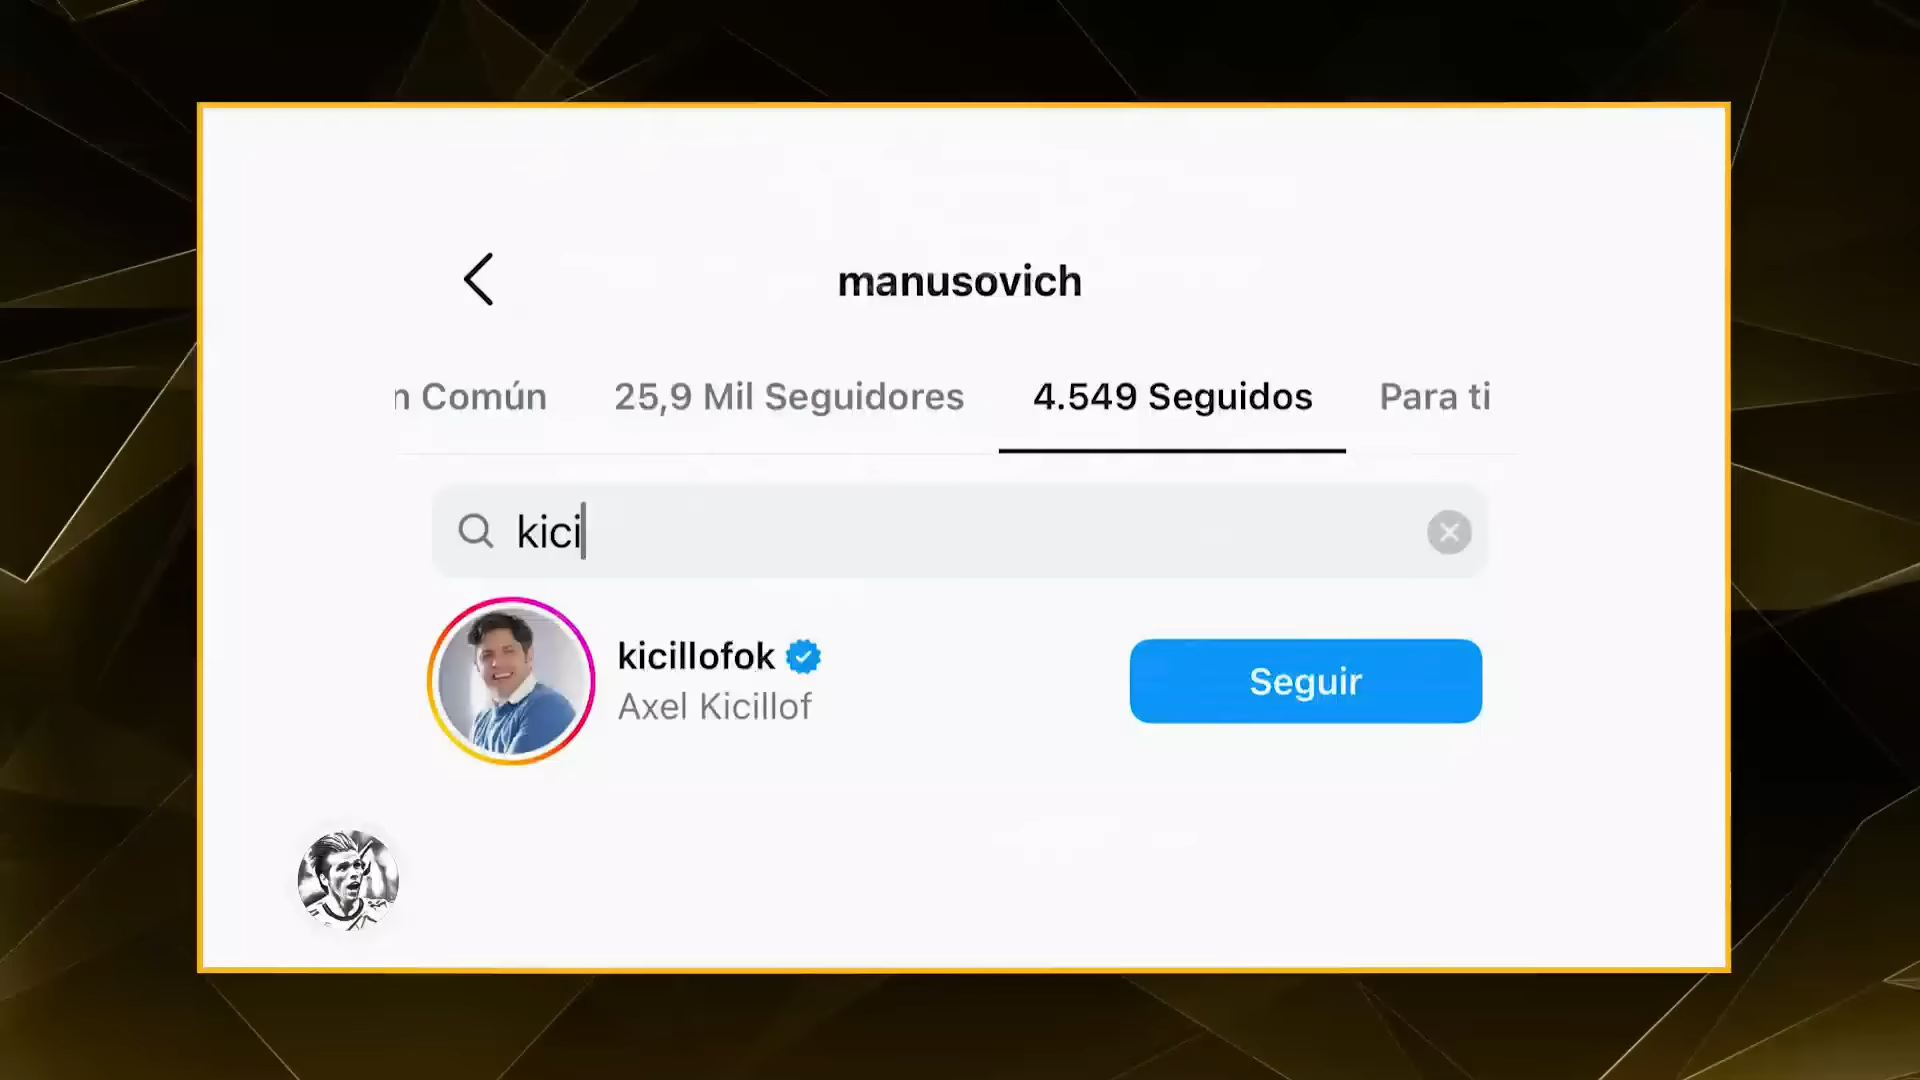 manusovich
n Común
25,9 Mil Seguidores
4.549 Seguidos
Para ti
kici
kicillofok
Axel Kicillof
Seguir